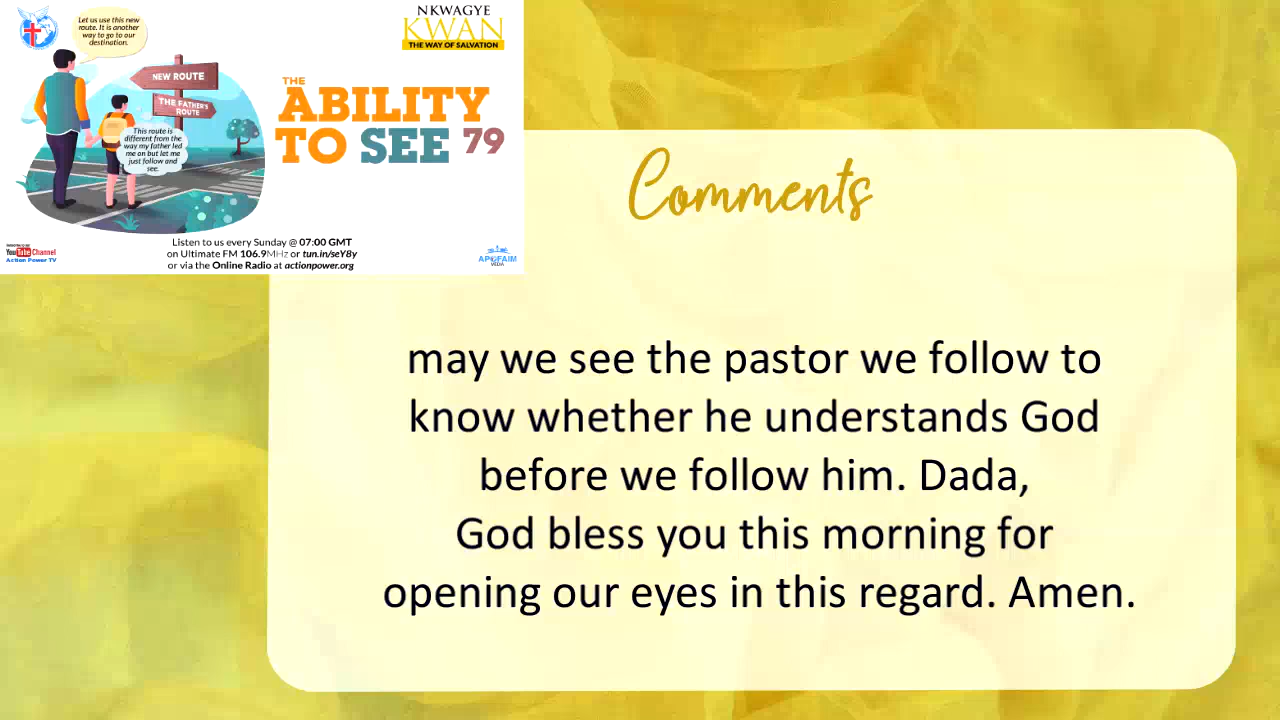 Let us use this new
route. It is another
way to go to our
destination.
NEW ROUTE
THE FATHER'S
ROUTE
This route is
different from the
way my father led
me on but let me
just follow and
see.
NKWAGYE
KWAN
THE WAY OF SALVATION
THE
ABILITY
TO SEE 79
Listen to us every Sunday @ 07:00 GMT
on Ultimate FM 106.9MHz or tun.in/seY8y
or via the Online Radio at actionpower.org
YouTube Channel
Action Power TV
APOFAIM
MEDIA
Comments
may we see the pastor we follow to
know whether he understands God
before we follow him. Dada,
God bless you this morning for
opening our eyes in this regard. Amen.